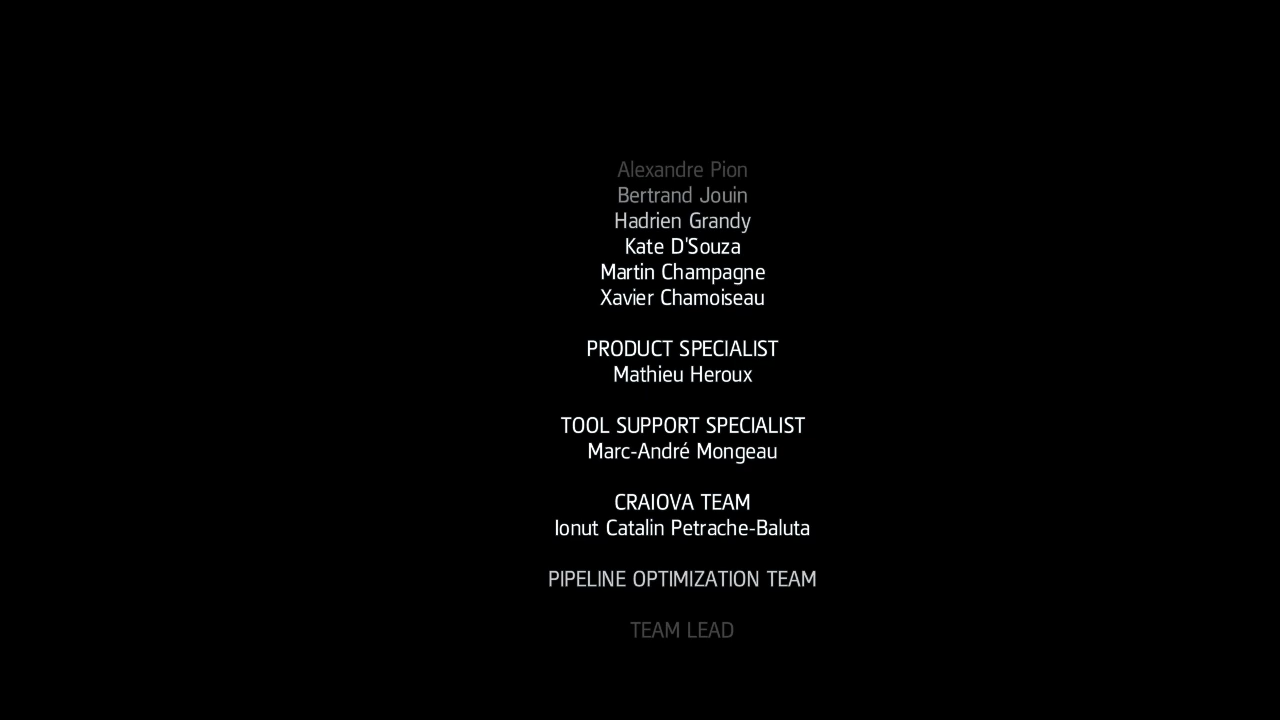 Alexandre Pion
Bertrand Jouin
Hadrien Grandy
Kate D'Souza
Martin Champagne
Xavier Chamoiseau
PRODUCT SPECIALIST
Mathieu Heroux
TOOL SUPPORT SPECIALIST
Marc-André Mongeau
CRAIOVA TEAM
Ionut Catalin Petrache-Baluta
PIPELINE OPTIMIZATION TEAM
TEAM LEAD